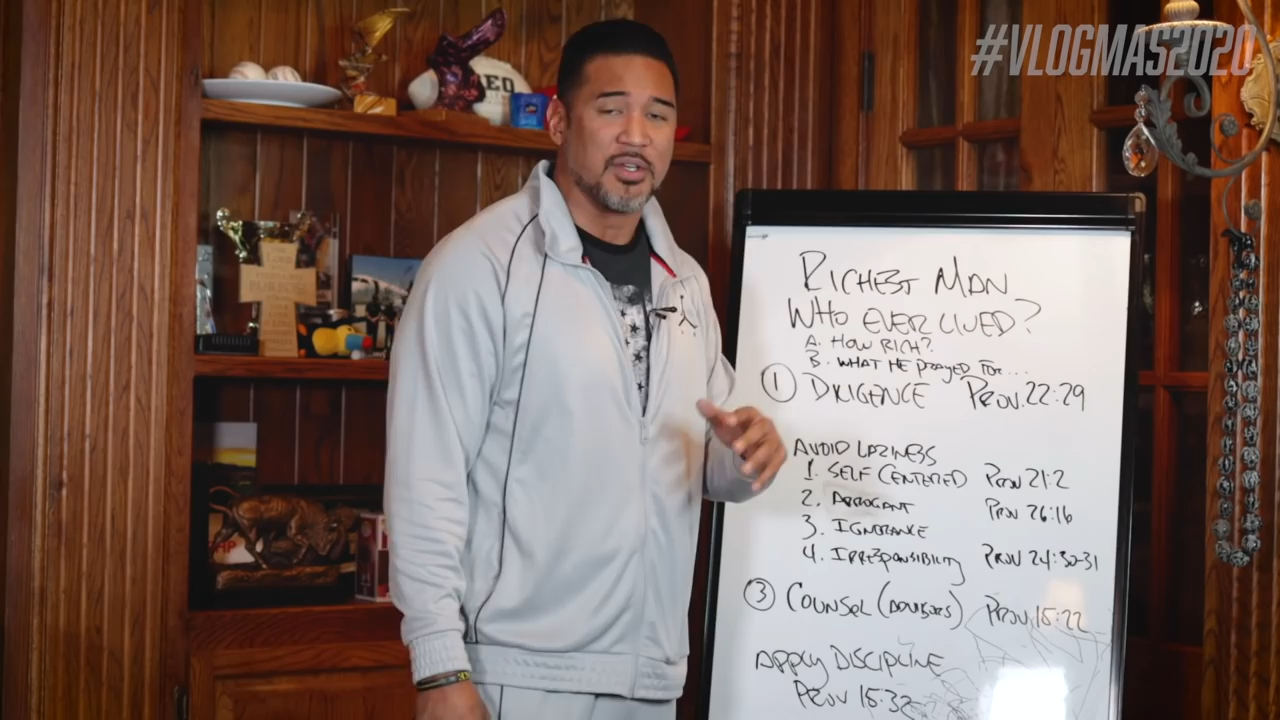 #VLOGMAS2020
EQ
RICHEST MAN
WHO EVER LIVED?
A. HOW RICH?
B. WHAT HE PRAYED FOR...
① DILIGENCE PROV. 22:29
AVOID LAZINESS
1. SELF CENTERED PROV 21:2
2. ARROGANT PROV 26:16
3. IGNORANCE
4. IRRESPONSIBILITY PROV 24:30-31
③ COUNSEL (ADVISORS) PROV 15:22
APPLY DISCIPLINE
PROV 15:32